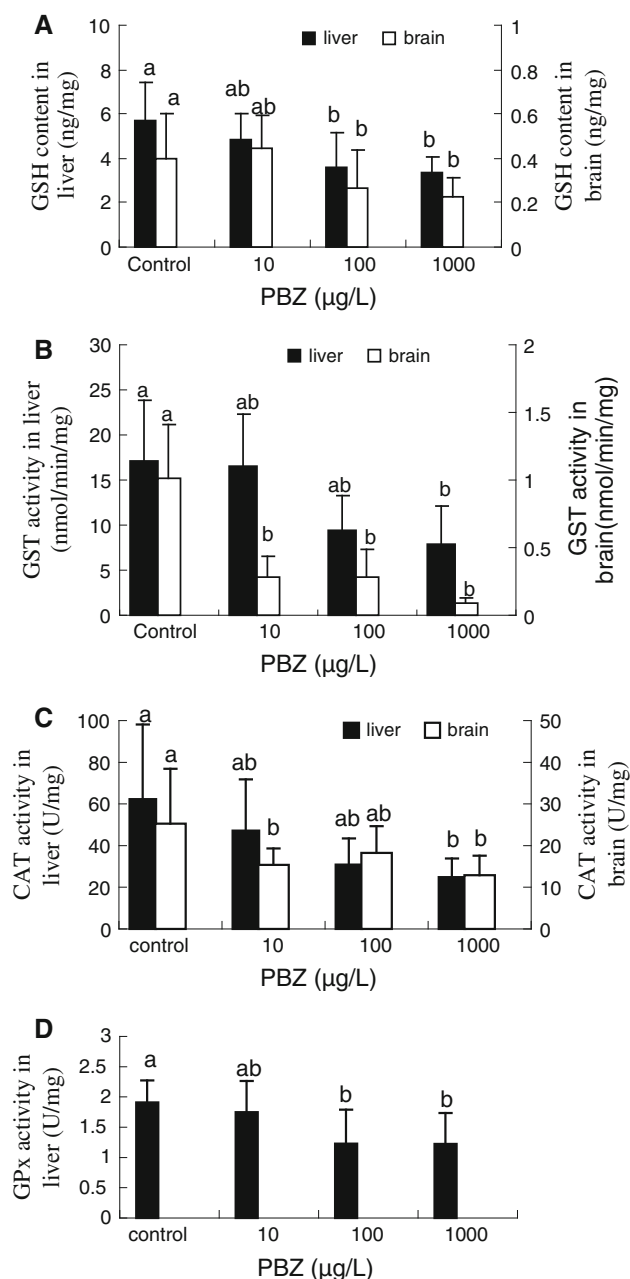 A
liver brain
GSH content in
liver (ng/mg)
10
8
6
4
2
0
a a ab ab b b b b
1
0.8
0.6
0.4
0.2
0
GSH content in
brain (ng/mg)
Control 10 100 1000
PBZ (µg/L)
B
liver brain
GST activity in liver
(nmol/min/mg)
30
25
20
15
10
5
0
a a ab b ab b b b
2
1.5
1
0.5
0
GST activity in
brain(nmol/min/mg)
Control 10 100 1000
PBZ (µg/L)
C
liver brain
CAT activity in
liver (U/mg)
100
80
60
40
20
0
a a ab b ab ab b b
50
40
30
20
10
0
CAT activity in
brain (U/mg)
control 10 100 1000
PBZ (µg/L)
D
GPx activity in
liver (U/mg)
3
2.5
2
1.5
1
0.5
0
a ab b b
control 10 100 1000
PBZ (µg/L)